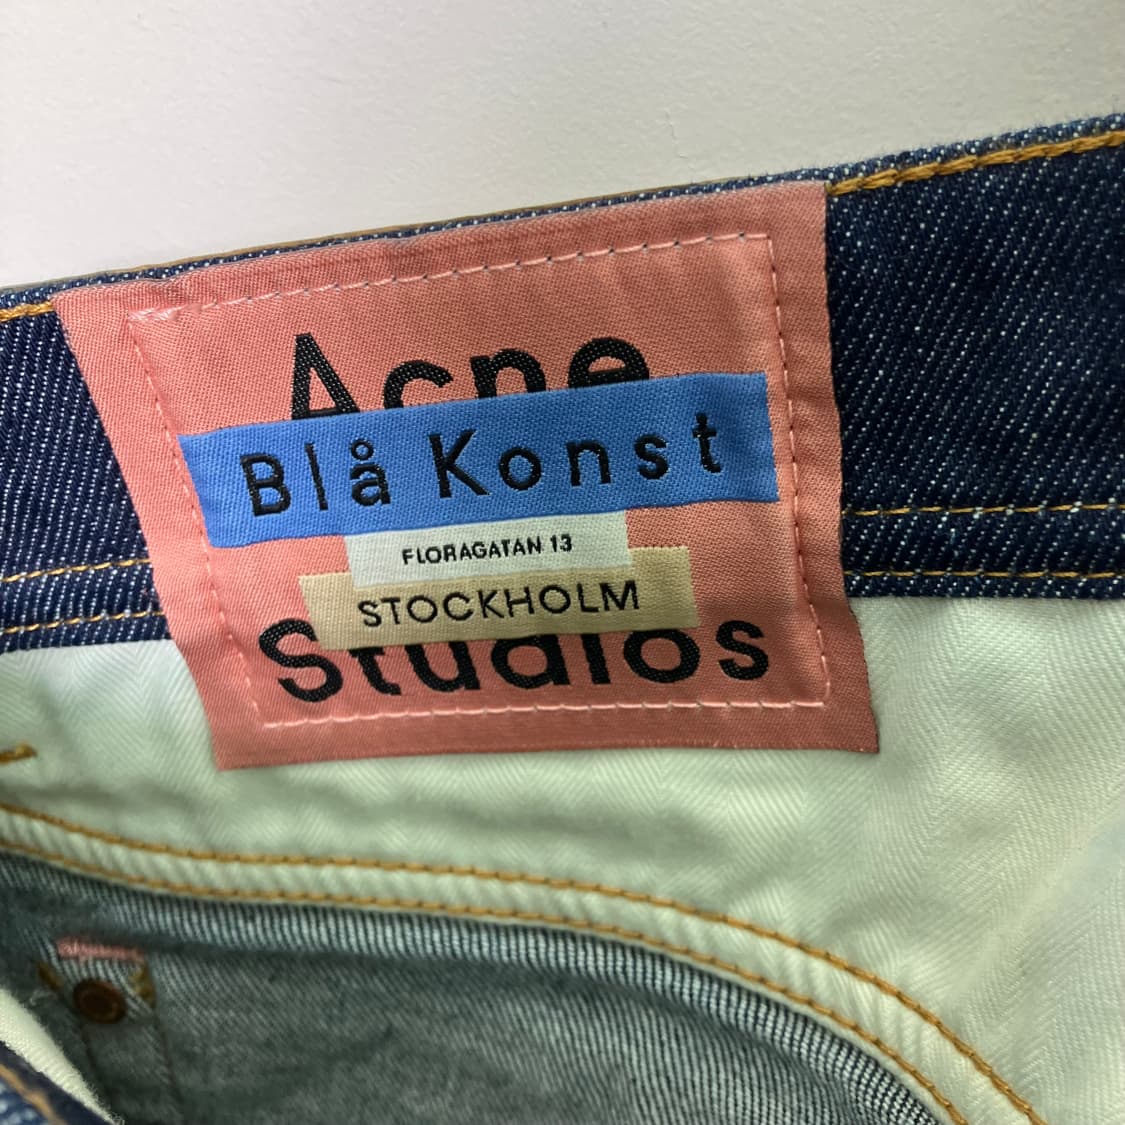 Acne
Blå Konst
FLORAGATAN 13
STOCKHOLM
Studios